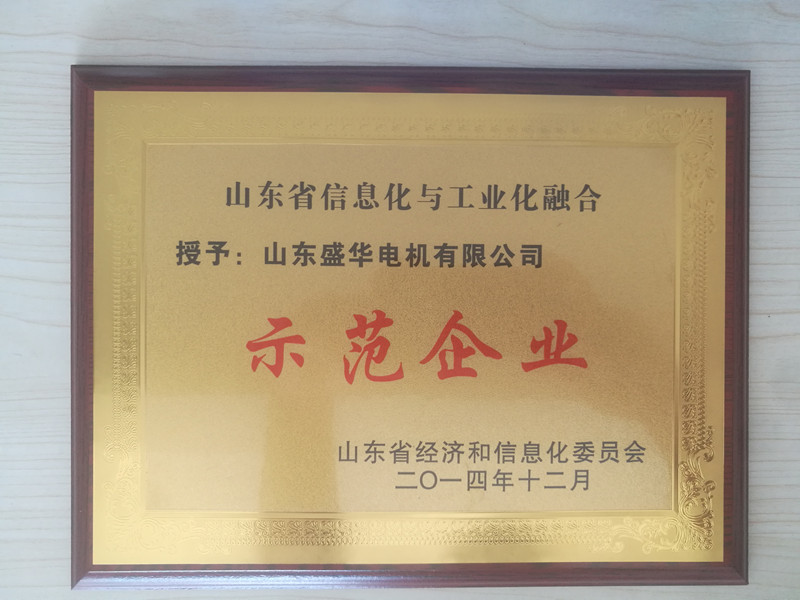 山东省信息化与工业化融合
授予：山东盛华电机有限公司
示范企业
山东省经济和信息化委员会
二〇一四年十二月